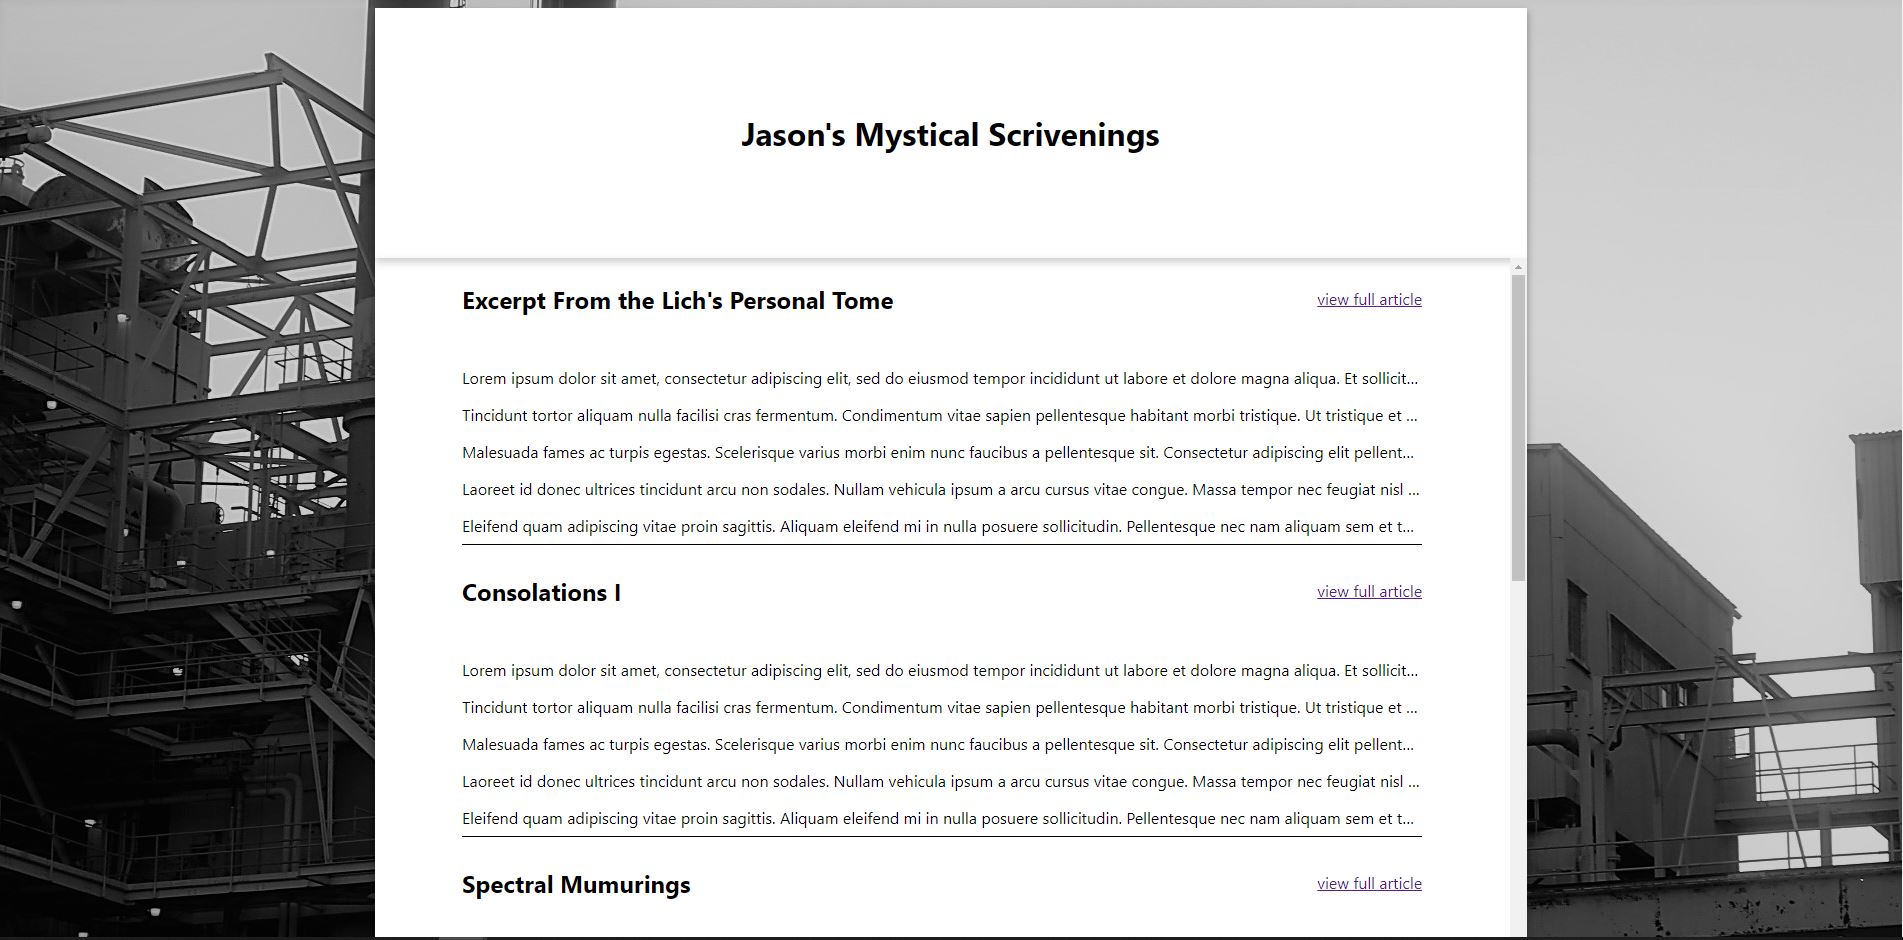 Jason's Mystical Scrivenings
Excerpt From the Lich's Personal Tome
view full article
Lorem ipsum dolor sit amet, consectetur adipiscing elit, sed do eiusmod tempor incididunt ut labore et dolore magna aliqua. Et sollicit...
Tincidunt tortor aliquam nulla facilisi cras fermentum. Condimentum vitae sapien pellentesque habitant morbi tristique. Ut tristique et ...
Malesuada fames ac turpis egestas. Scelerisque varius morbi enim nunc faucibus a pellentesque sit. Consectetur adipiscing elit pellent...
Laoreet id donec ultrices tincidunt arcu non sodales. Nullam vehicula ipsum a arcu cursus vitae congue. Massa tempor nec feugiat nisl ...
Eleifend quam adipiscing vitae proin sagittis. Aliquam eleifend mi in nulla posuere sollicitudin. Pellentesque nec nam aliquam sem et t...
Consolations I
view full article
Lorem ipsum dolor sit amet, consectetur adipiscing elit, sed do eiusmod tempor incididunt ut labore et dolore magna aliqua. Et sollicit...
Tincidunt tortor aliquam nulla facilisi cras fermentum. Condimentum vitae sapien pellentesque habitant morbi tristique. Ut tristique et ...
Malesuada fames ac turpis egestas. Scelerisque varius morbi enim nunc faucibus a pellentesque sit. Consectetur adipiscing elit pellent...
Laoreet id donec ultrices tincidunt arcu non sodales. Nullam vehicula ipsum a arcu cursus vitae congue. Massa tempor nec feugiat nisl ...
Eleifend quam adipiscing vitae proin sagittis. Aliquam eleifend mi in nulla posuere sollicitudin. Pellentesque nec nam aliquam sem et t...
Spectral Mumurings
view full article